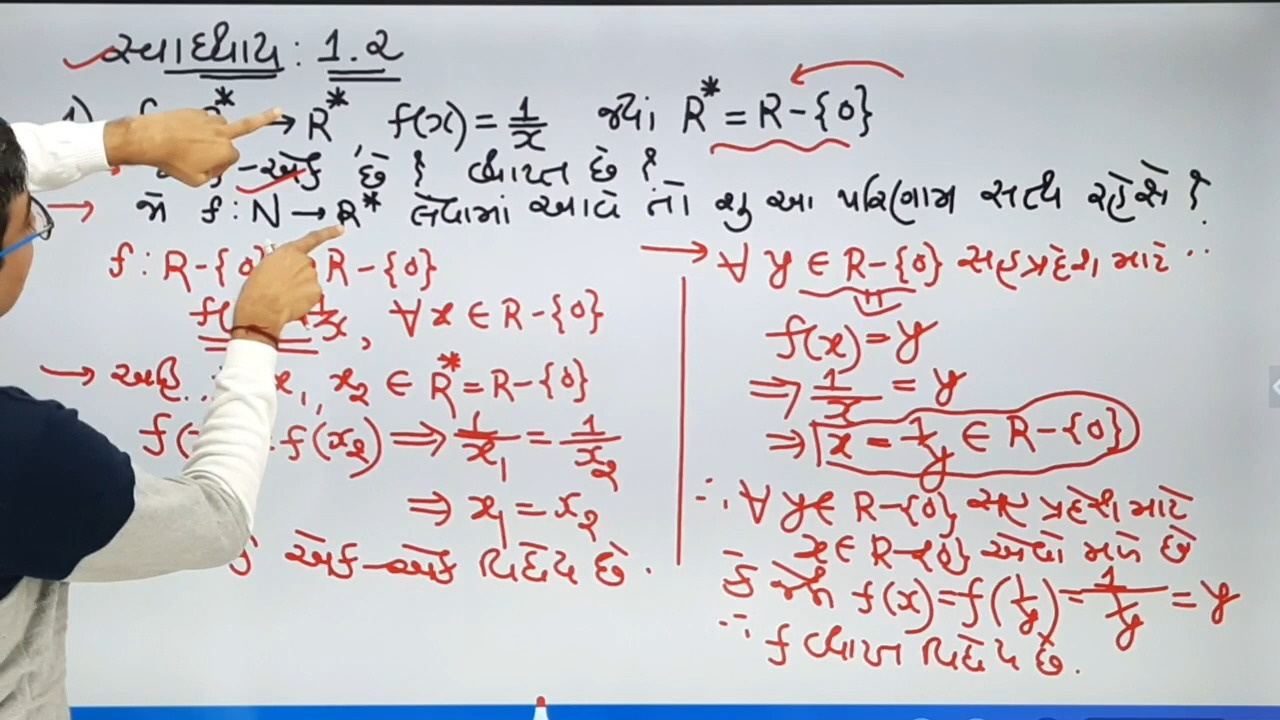 સ્વાધ્યાય : 1.2
1) R* → R*, f(x) = 1/x જ્યાં R* = R-{0}
-એક છે? વ્યાપ્ત છે?
→ જો f : N → R* લેવામાં આવે તો શું આ પરિણામ સત્ય રહેશે?
f : R-{0} R-{0}
x, ∀ x ∈ R-{0}
→ x₁, x₂ ∈ R* = R-{0}
f( f(x₂) ⇒ 1/x₁ = 1/x₂
⇒ x₁ = x₂
એક-એક વિધેય છે.
→ ∀ y ∈ R-{0} સહપ્રદેશ માટે ..
f(x) = y
⇒ 1/x = y
⇒ x = 1/y ∈ R-{0}
∴ ∀ y ∈ R-{0} સહપ્રદેશ માટે
x ∈ R-{0} એવો મળે છે
કે જેથી f(x) = f(1/y) = 1/(1/y) = y
∴ f વ્યાપ્ત વિધેય છે.